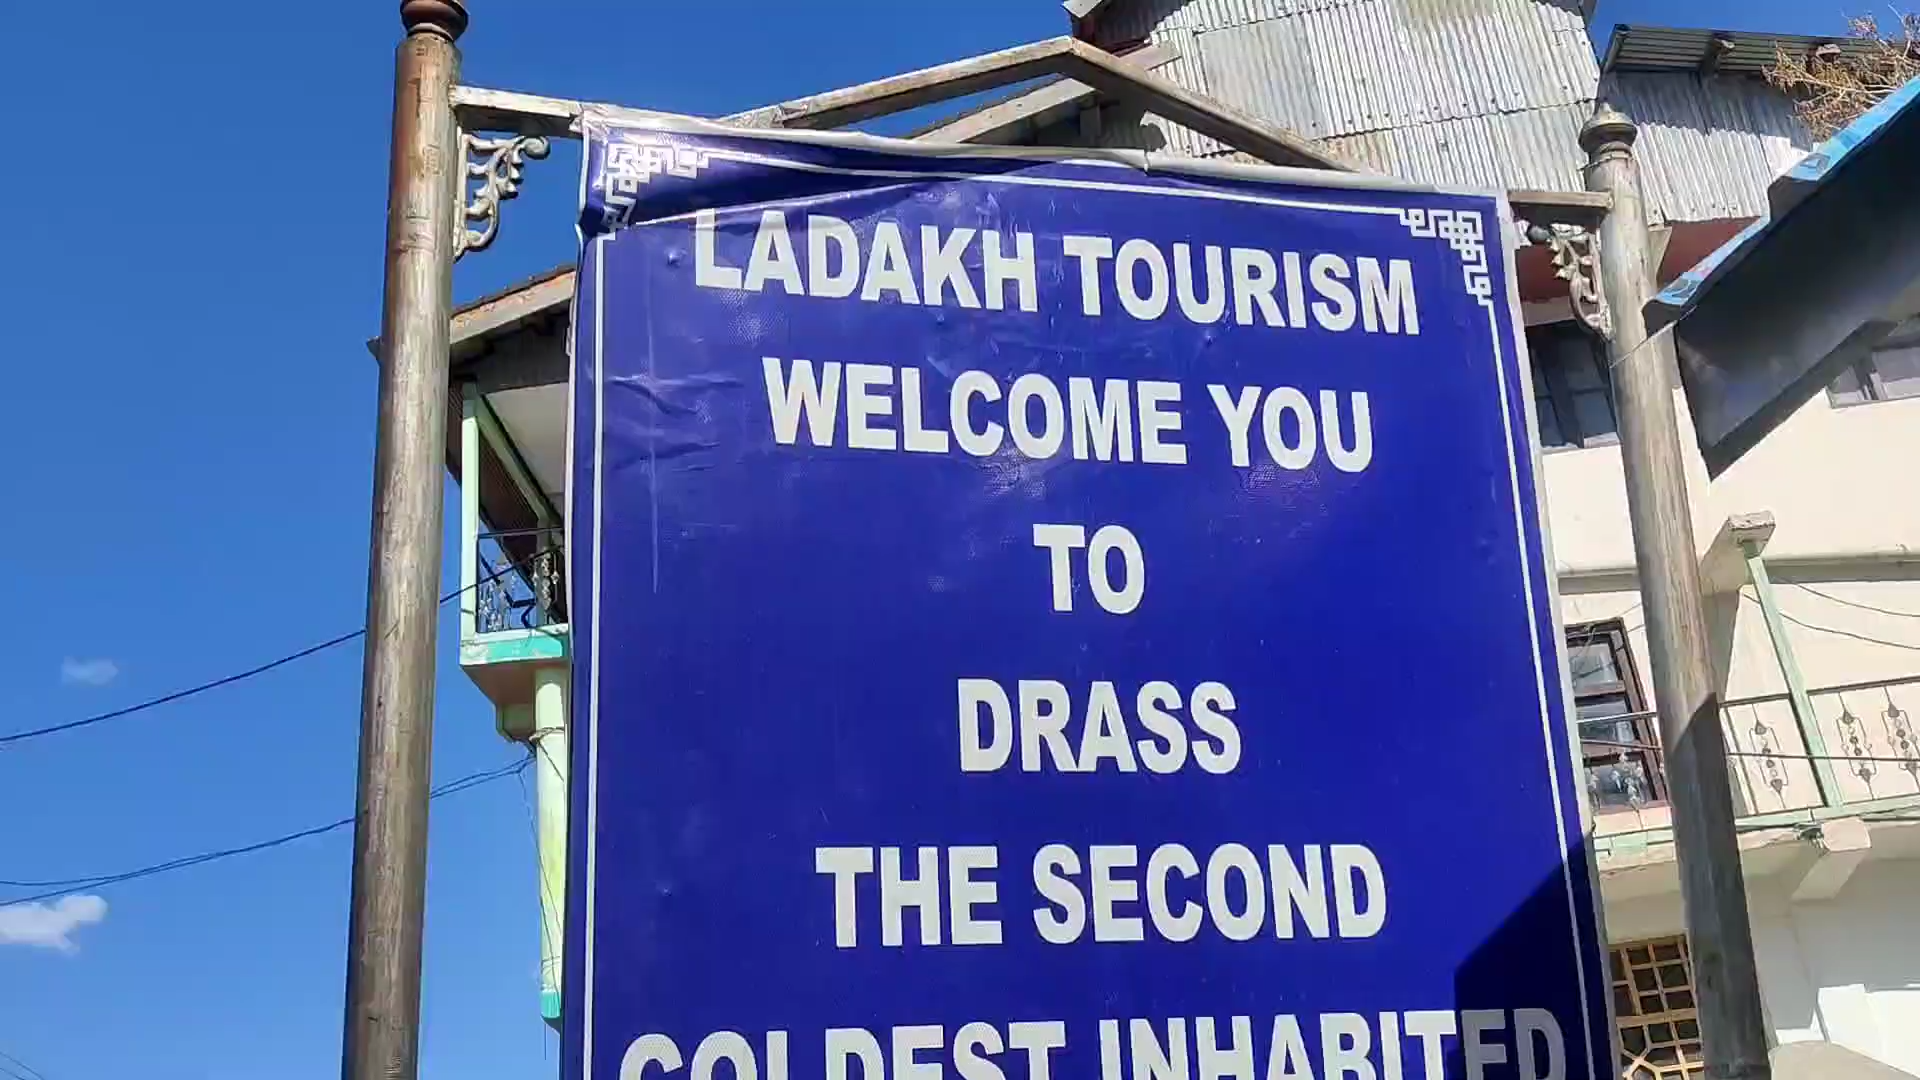 LADAKH TOURISM
WELCOME YOU
TO
DRASS
THE SECOND
COLDEST INHABITED